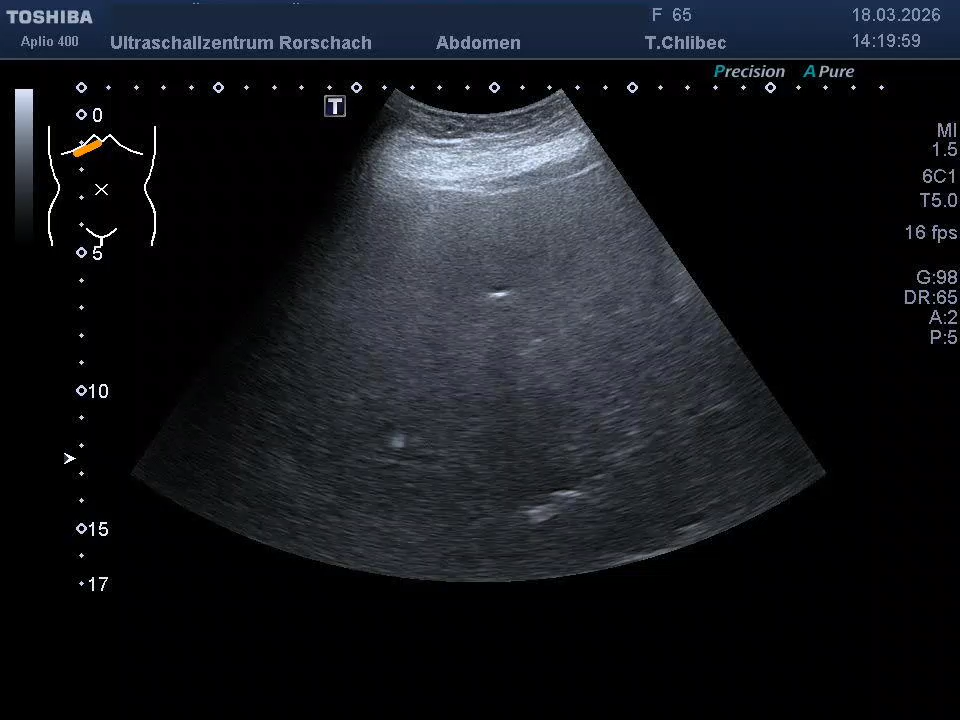 TOSHIBA F 65 18.03.2026
Aplio 400 Ultraschallzentrum Rorschach Abdomen T.Chlibec 14:19:59
Precision A Pure
T
0
5
10
15
17
MI
1.5
6C1
T5.0
16 fps
G:98
DR:65
A:2
P:5